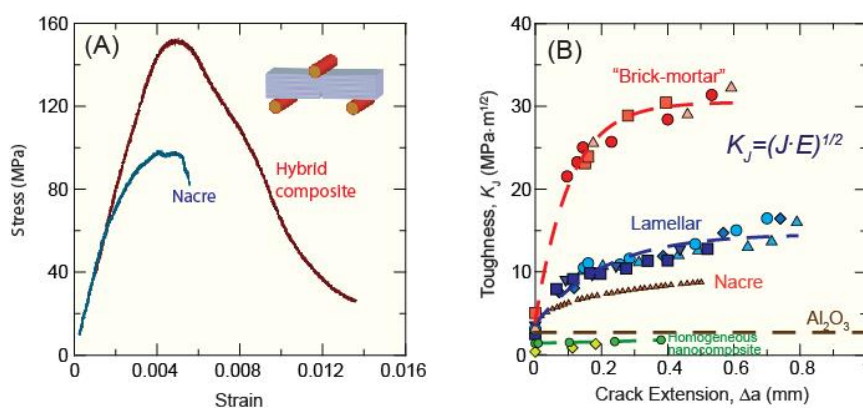 (A)
160
120
80
40
0
Stress (MPa)
0
0.004
0.008
0.012
0.016
Strain
Hybrid
composite
Nacre
(B)
40
30
20
10
0
Toughness, K_J (MPa·m^1/2)
0
0.2
0.4
0.6
0.8
1
Crack Extension, Δa (mm)
"Brick-mortar"
K_J=(J·E)^1/2
Lamellar
Nacre
Al₂O₃
Homogeneous
nanocomposite